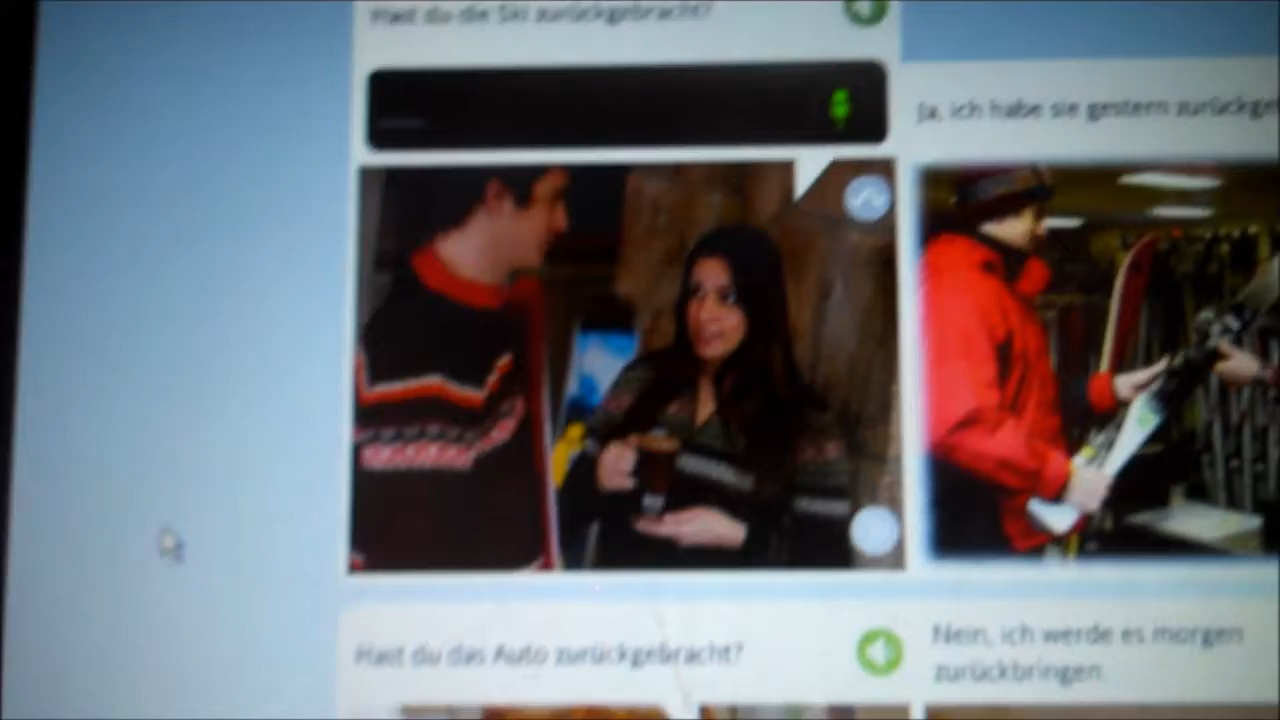 Hast du die Ski zurückgebracht?
Ja, ich habe sie gestern
Hast du das Auto zurückgebracht?
Nein, ich werde es morgen
zurückbringen.